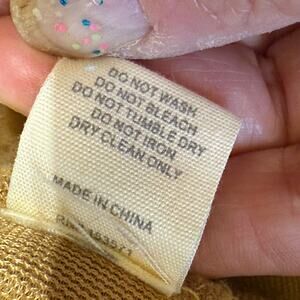 DO NOT WASH
DO NOT BLEACH
DO NOT TUMBLE DRY
DO NOT IRON
DRY CLEAN ONLY
MADE IN CHINA